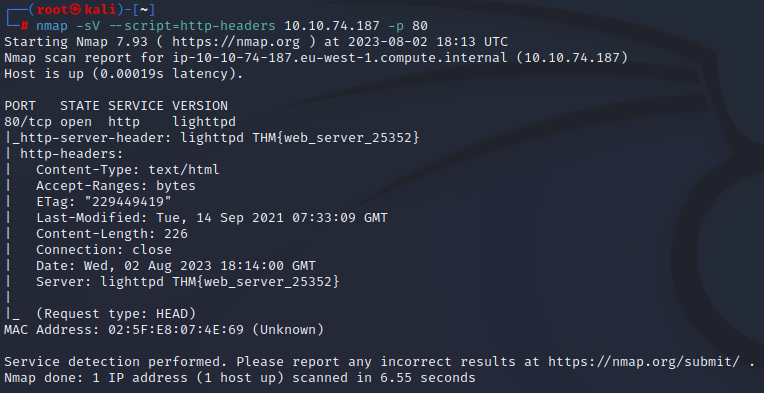 ┌──(root㉿kali)-[~]
└─# nmap -sV --script=http-headers 10.10.74.187 -p 80
Starting Nmap 7.93 ( https://nmap.org ) at 2023-08-02 18:13 UTC
Nmap scan report for ip-10-10-74-187.eu-west-1.compute.internal (10.10.74.187)
Host is up (0.00019s latency).

PORT   STATE SERVICE VERSION
80/tcp open  http    lighttpd
|_http-server-header: lighttpd THM{web_server_25352}
| http-headers:
|   Content-Type: text/html
|   Accept-Ranges: bytes
|   ETag: "229449419"
|   Last-Modified: Tue, 14 Sep 2021 07:33:09 GMT
|   Content-Length: 226
|   Connection: close
|   Date: Wed, 02 Aug 2023 18:14:00 GMT
|   Server: lighttpd THM{web_server_25352}
|
|_  (Request type: HEAD)
MAC Address: 02:5F:E8:07:4E:69 (Unknown)

Service detection performed. Please report any incorrect results at https://nmap.org/submit/ .
Nmap done: 1 IP address (1 host up) scanned in 6.55 seconds